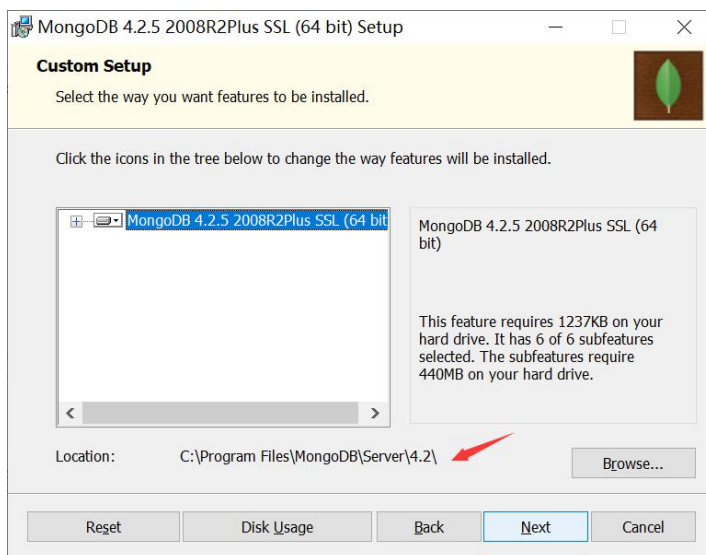 MongoDB 4.2.5 2008R2Plus SSL (64 bit) Setup
Custom Setup
Select the way you want features to be installed.
Click the icons in the tree below to change the way features will be installed.
MongoDB 4.2.5 2008R2Plus SSL (64 bit
MongoDB 4.2.5 2008R2Plus SSL (64
bit)
This feature requires 1237KB on your
hard drive. It has 6 of 6 subfeatures
selected. The subfeatures require
440MB on your hard drive.
Location: C:\Program Files\MongoDB\Server\4.2\
Browse...
Reset Disk Usage Back Next Cancel